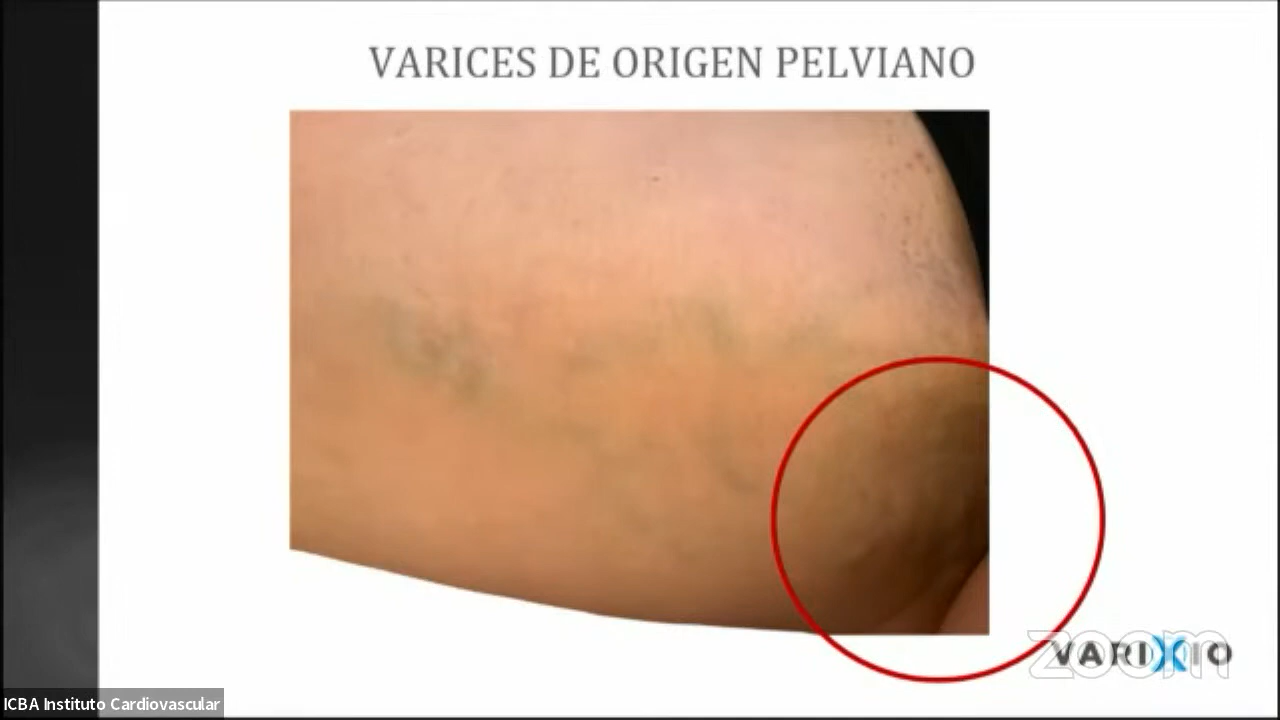 VARICES DE ORIGEN PELVIANO
zoom
VARIXIO
ICBA Instituto Cardiovascular